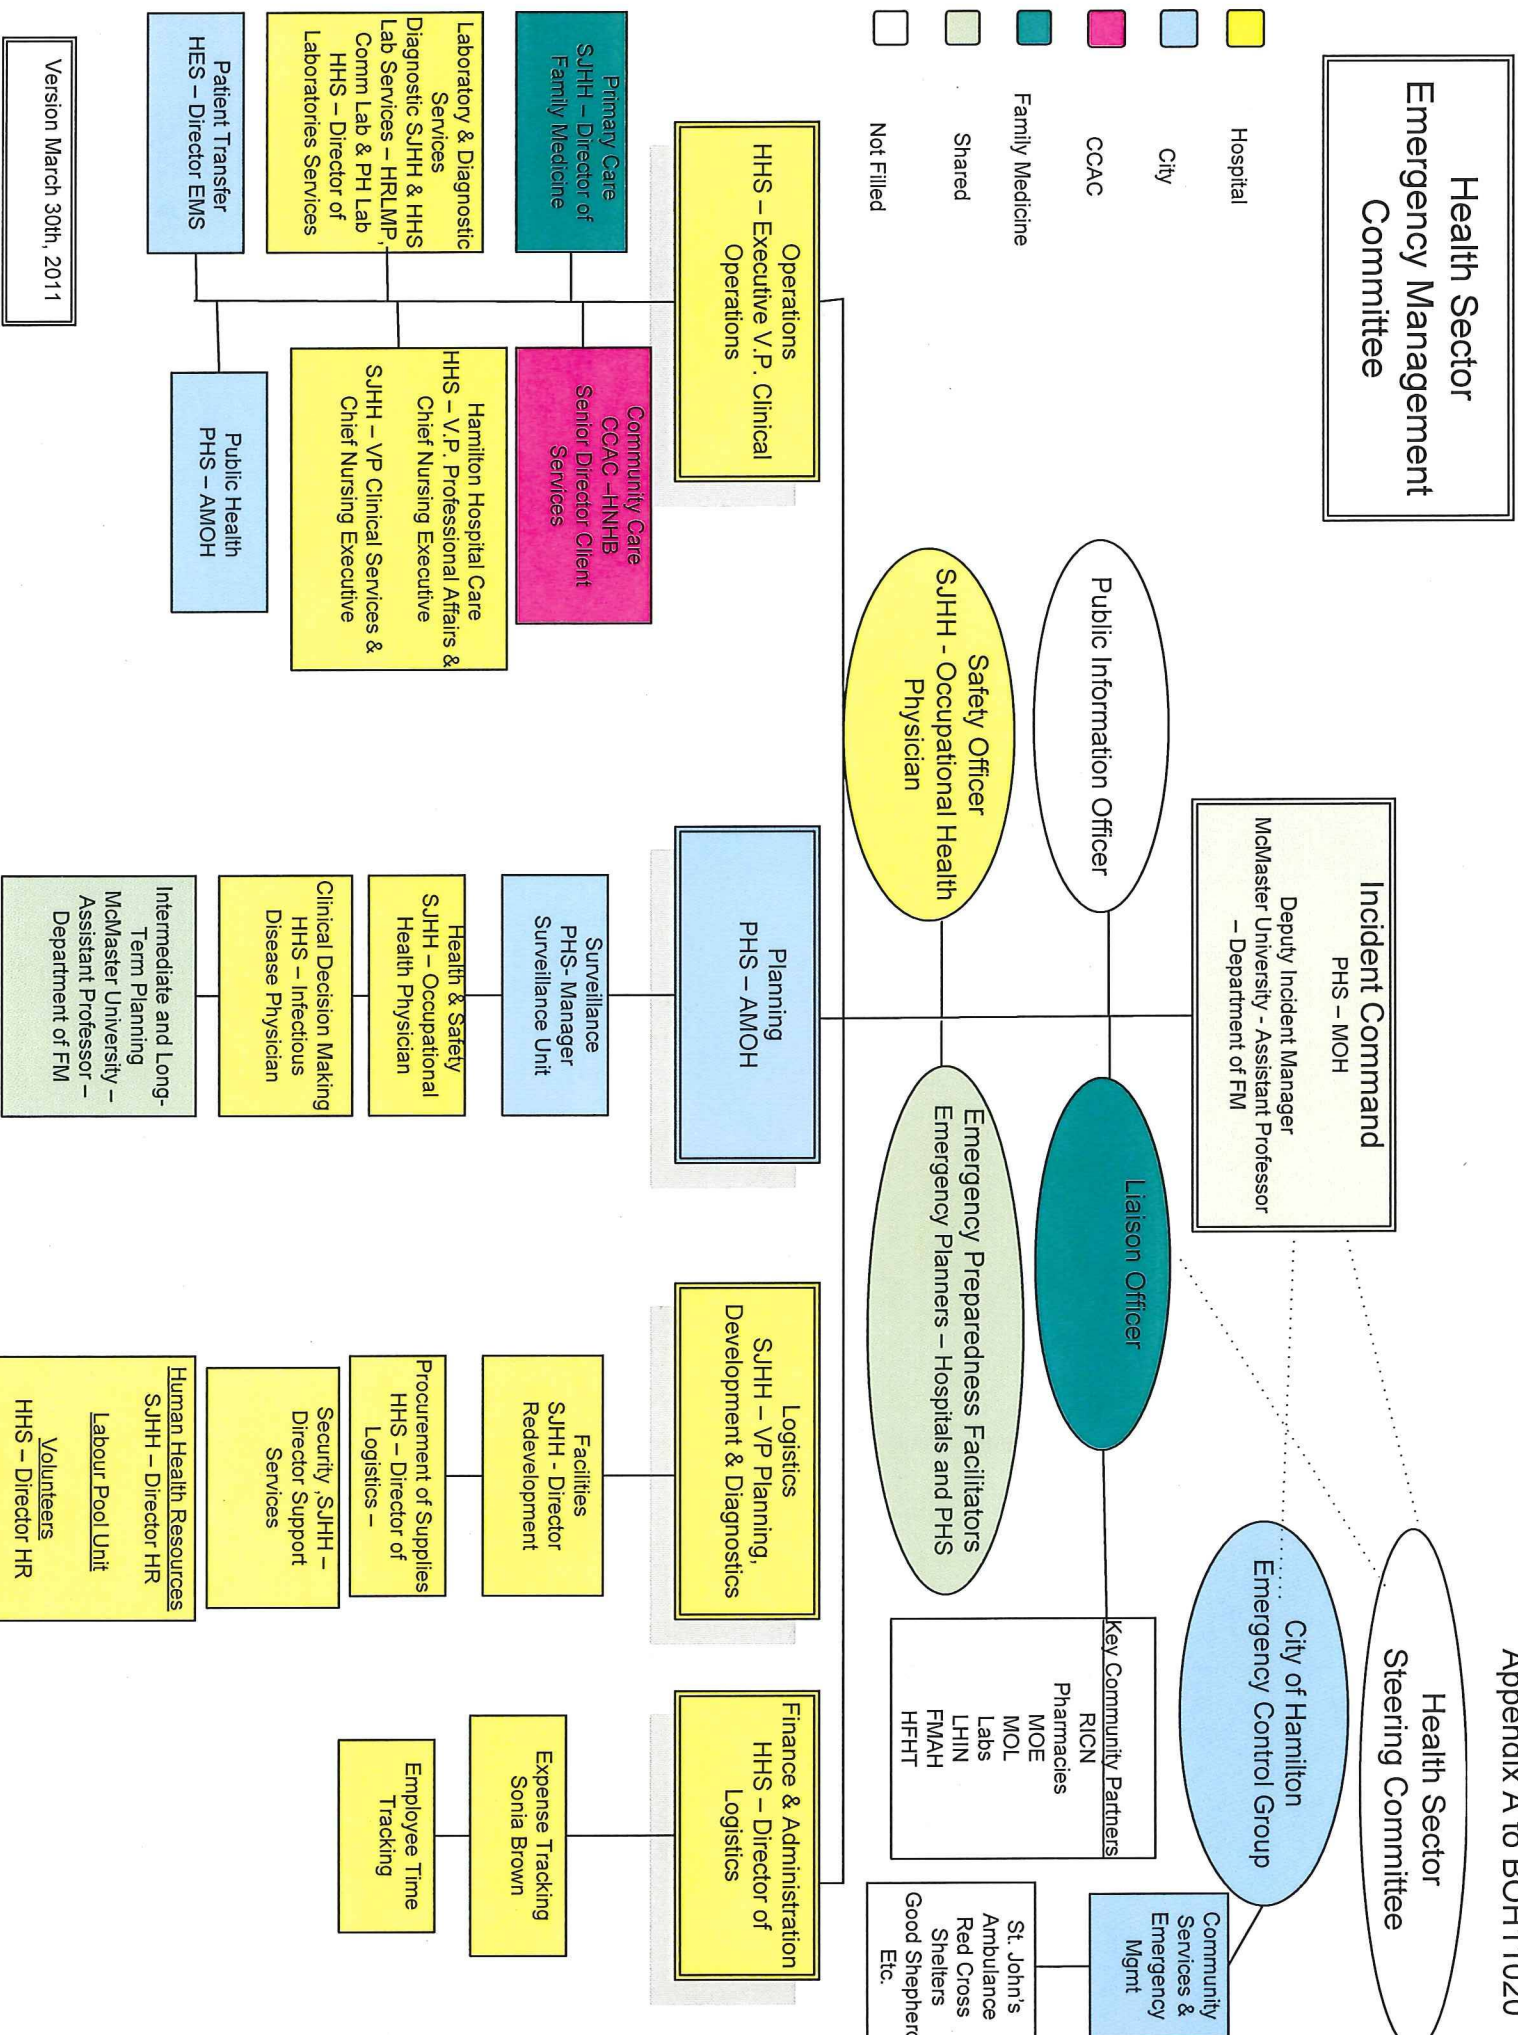 Appendix A to BOH11020
Health Sector
Emergency Management
Committee
Hospital
City
CCAC
Family Medicine
Shared
Not Filled
Incident Command
PHS – MOH
Deputy Incident Manager
McMaster University - Assistant Professor
– Department of FM
Health Sector
Steering Committee
City of Hamilton
Emergency Control Group
Community
Services &
Emergency
Mgmt
St. John's
Ambulance
Red Cross
Shelters
Good Shepherd
Etc.
Public Information Officer
Liaison Officer
Key Community Partners
RICN
Pharmacies
MOE
MOL
Labs
LHIN
FMAH
HFHT
Safety Officer
SJHH - Occupational Health
Physician
Emergency Preparedness Facilitators
Emergency Planners – Hospitals and PHS
Operations
HHS – Executive V.P. Clinical
Operations
Primary Care
SJHH – Director of
Family Medicine
Community Care
CCAC –HNHB
Senior Director Client
Services
Laboratory & Diagnostic
Services
Diagnostic SJHH & HHS
Lab Services – HRLMP,
Comm Lab & PH Lab
HHS – Director of
Laboratories Services
Hamilton Hospital Care
HHS – V.P. Professional Affairs &
Chief Nursing Executive
SJHH – VP Clinical Services &
Chief Nursing Executive
Patient Transfer
HES – Director EMS
Public Health
PHS – AMOH
Planning
PHS – AMOH
Surveillance
PHS- Manager
Surveillance Unit
Health & Safety
SJHH – Occupational
Health Physician
Clinical Decision Making
HHS – Infectious
Disease Physician
Intermediate and Long-
Term Planning
McMaster University –
Assistant Professor –
Department of FM
Logistics
SJHH – VP Planning,
Development & Diagnostics
Facilities
SJHH - Director
Redevelopment
Procurement of Supplies
HHS – Director of
Logistics –
Security ,SJHH –
Director Support
Services
Human Health Resources
SJHH – Director HR
Labour Pool Unit
Volunteers
HHS – Director HR
Finance & Administration
HHS – Director of
Logistics
Expense Tracking
Sonia Brown
Employee Time
Tracking
Version March 30th, 2011